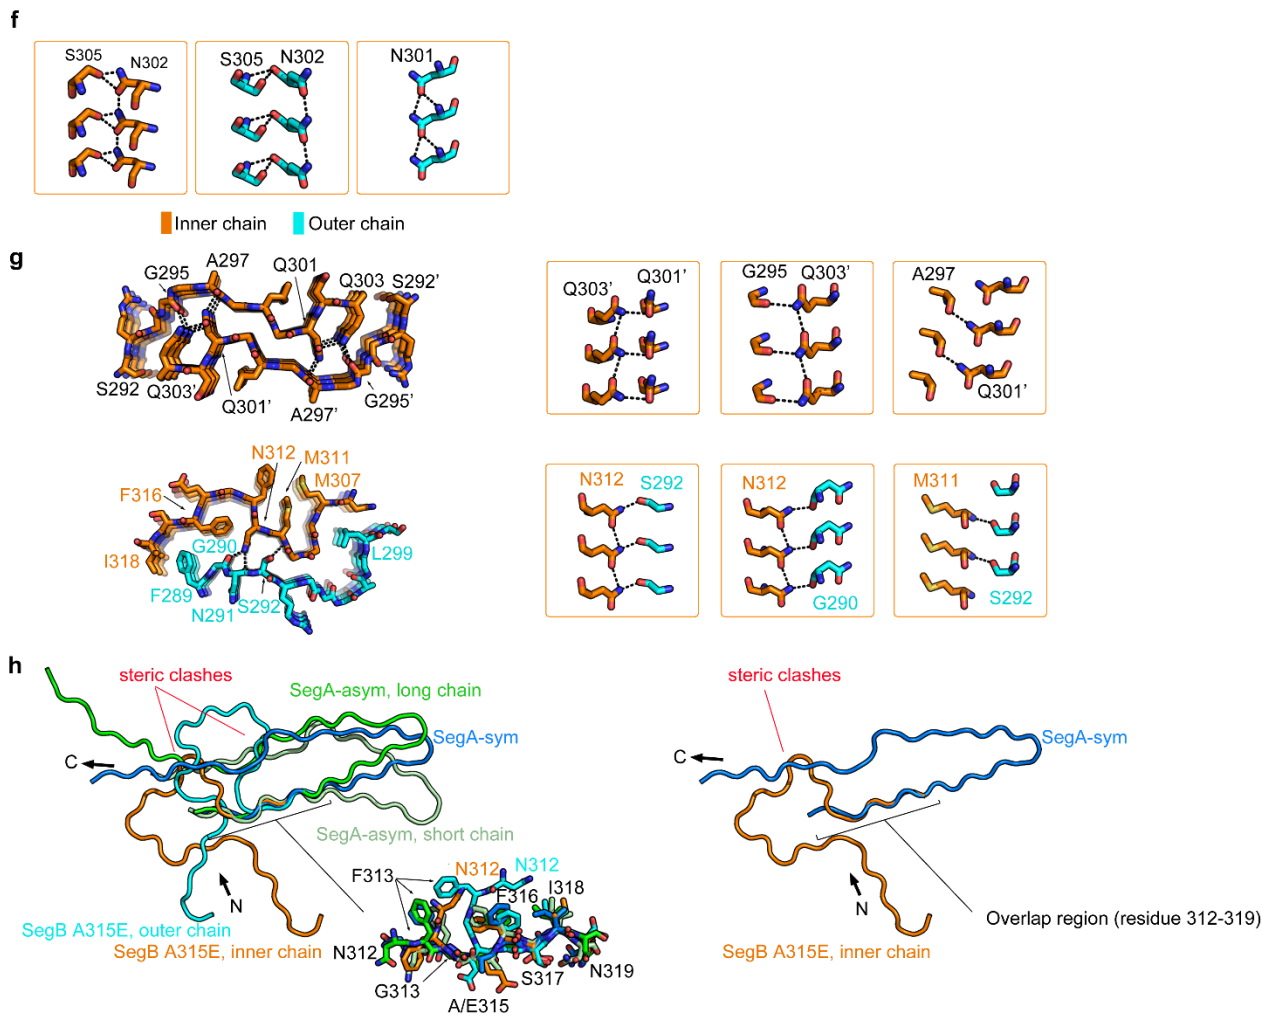 f
S305
N302
S305
N302
N301
Inner chain
Outer chain
g
G295
A297
Q301
Q303
S292’
S292
Q303’
Q301’
A297’
G295’
Q303’
Q301’
G295
Q303’
A297
Q301’
N312
M311
M307
F316
G290
I318
F289
N291
S292
L299
N312
S292
N312
G290
M311
S292
h
steric clashes
SegA-asym, long chain
SegA-sym
C
SegA-asym, short chain
N
SegB A315E, outer chain
SegB A315E, inner chain
N312
N312
F313
F316
I318
N312
G313
S317
N319
A/E315
steric clashes
SegA-sym
C
N
Overlap region (residue 312-319)
SegB A315E, inner chain